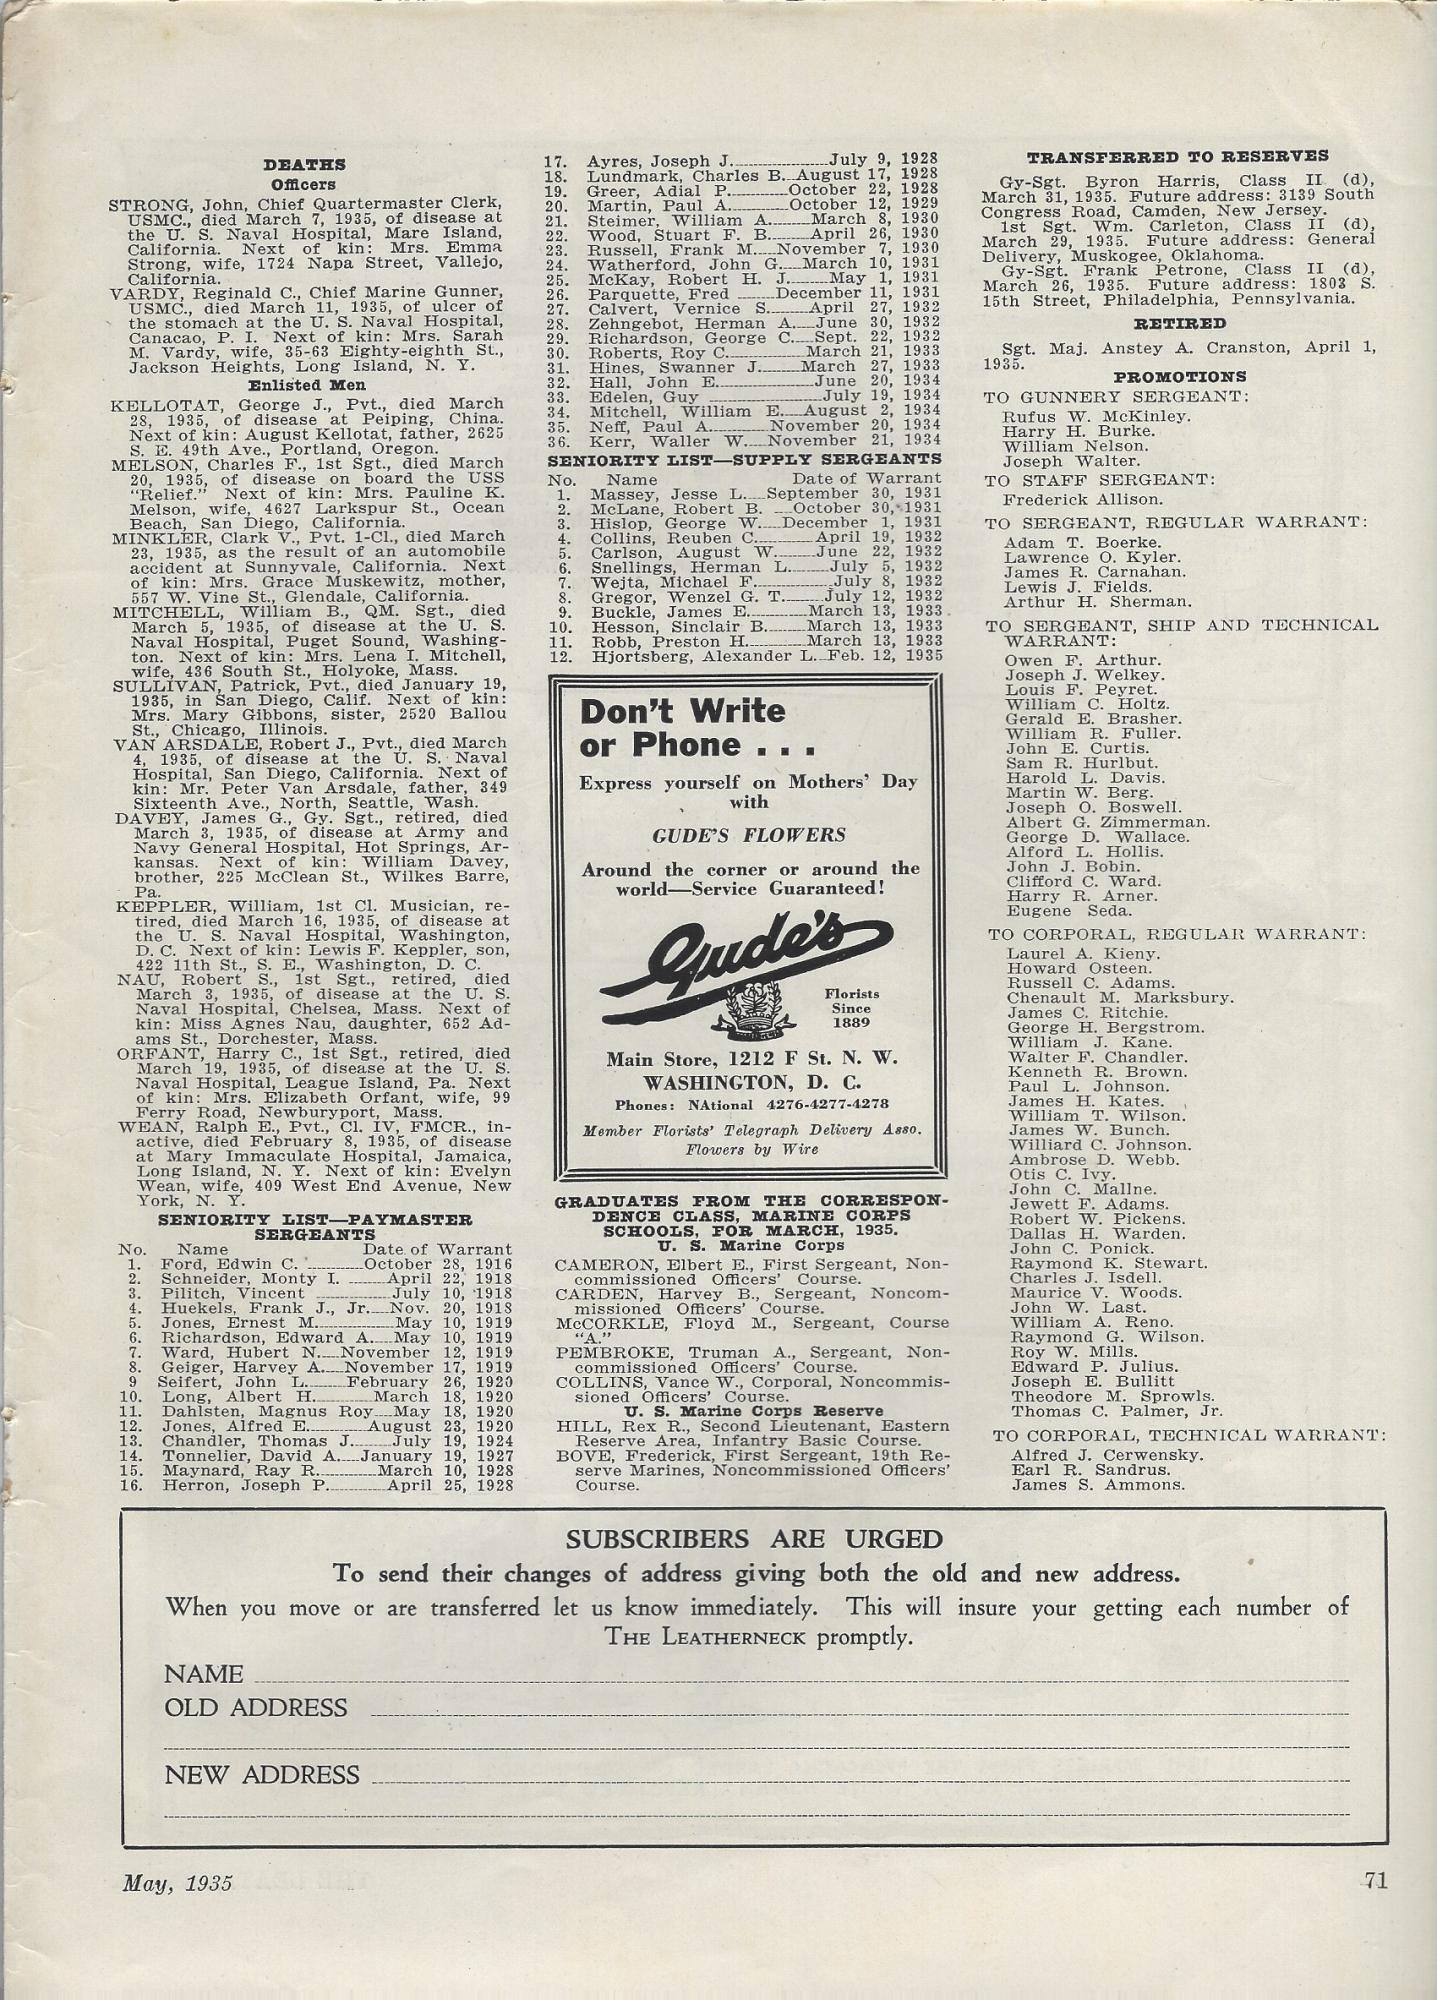 DEATHS
Officers
STRONG, John, Chief Quartermaster Clerk,
USMC., died March 7, 1935, of disease at
the U. S. Naval Hospital, Mare Island,
California. Next of kin: Mrs. Emma
Strong, wife, 1724 Napa Street, Vallejo,
California.
VARDY, Reginald C., Chief Marine Gunner,
USMC., died March 11, 1935, of ulcer of
the stomach at the U. S. Naval Hospital,
Canacao, P. I. Next of kin: Mrs. Sarah
M. Vardy, wife, 35-63 Eighty-eighth St.,
Jackson Heights, Long Island, N. Y.
Enlisted Men
KELLOTAT, George J., Pvt., died March
28, 1935, of disease at Peiping, China.
Next of kin: August Kellotat, father, 2625
S. E. 49th Ave., Portland, Oregon.
MELSON, Charles F., 1st Sgt., died March
20, 1935, of disease on board the USS
"Relief." Next of kin: Mrs. Pauline K.
Melson, wife, 4627 Larkspur St., Ocean
Beach, San Diego, California.
MINKLER, Clark V., Pvt. 1-Cl., died March
23, 1935, as the result of an automobile
accident at Sunnyvale, California. Next
of kin: Mrs. Grace Muskewitz, mother,
557 W. Vine St., Glendale, California.
MITCHELL, William B., QM. Sgt., died
March 5, 1935, of disease at the U. S.
Naval Hospital, Puget Sound, Washing-
ton. Next of kin: Mrs. Lena I. Mitchell,
wife, 436 South St., Holyoke, Mass.
SULLIVAN, Patrick, Pvt., died January 19,
1935, in San Diego, Calif. Next of kin:
Mrs. Mary Gibbons, sister, 2520 Ballou
St., Chicago, Illinois.
VAN ARSDALE, Robert J., Pvt., died March
4, 1935, of disease at the U. S. Naval
Hospital, San Diego, California. Next of
kin: Mr. Peter Van Arsdale, father, 349
Sixteenth Ave., North, Seattle, Wash.
DAVEY, James G., Gy. Sgt., retired, died
March 3, 1935, of disease at Army and
Navy General Hospital, Hot Springs, Ar-
kansas. Next of kin: William Davey,
brother, 225 McClean St., Wilkes Barre,
Pa.
KEPPLER, William, 1st Cl. Musician, re-
tired, died March 16, 1935, of disease at
the U. S. Naval Hospital, Washington,
D. C. Next of kin: Lewis F. Keppler, son,
422 11th St., S. E., Washington, D. C.
NAU, Robert S., 1st Sgt., retired, died
March 3, 1935, of disease at the U. S.
Naval Hospital, Chelsea, Mass. Next of
kin: Miss Agnes Nau, daughter, 652 Ad-
ams St., Dorchester, Mass.
ORFANT, Harry C., 1st Sgt., retired, died
March 19, 1935, of disease at the U. S.
Naval Hospital, League Island, Pa. Next
of kin: Mrs. Elizabeth Orfant, wife, 99
Ferry Road, Newburyport, Mass.
WEAN, Ralph E., Pvt., Cl. IV, FMCR., in-
active, died February 8, 1935, of disease
at Mary Immaculate Hospital, Jamaica,
Long Island, N. Y. Next of kin: Evelyn
Wean, wife, 409 West End Avenue, New
York, N. Y.
SENIORITY LIST—PAYMASTER
SERGEANTS
No. Name Date of Warrant
1. Ford, Edwin C. October 28, 1916
2. Schneider, Monty I. April 22, 1918
3. Pilitch, Vincent July 10, 1918
4. Huekels, Frank J., Jr. Nov. 20, 1918
5. Jones, Ernest M. May 10, 1919
6. Richardson, Edward A. May 10, 1919
7. Ward, Hubert N. November 12, 1919
8. Geiger, Harvey A. November 17, 1919
9 Seifert, John L. February 26, 1920
10. Long, Albert H. March 18, 1920
11. Dahlsten, Magnus Roy May 18, 1920
12. Jones, Alfred E. August 23, 1920
13. Chandler, Thomas J. July 19, 1924
14. Tonnelier, David A. January 19, 1927
15. Maynard, Ray R. March 10, 1928
16. Herron, Joseph P. April 25, 1928
17. Ayres, Joseph J. July 9, 1928
18. Lundmark, Charles B. August 17, 1928
19. Greer, Adial P. October 22, 1928
20. Martin, Paul A. October 12, 1929
21. Steimer, William A. March 8, 1930
22. Wood, Stuart F. B. April 26, 1930
23. Russell, Frank M. November 7, 1930
24. Watherford, John G. March 10, 1931
25. McKay, Robert H. J. May 1, 1931
26. Parquette, Fred December 11, 1931
27. Calvert, Vernice S. April 27, 1932
28. Zehngebot, Herman A. June 30, 1932
29. Richardson, George C. Sept. 22, 1932
30. Roberts, Roy C. March 21, 1933
31. Hines, Swanner J. March 27, 1933
32. Hall, John E. June 20, 1934
33. Edelen, Guy July 19, 1934
34. Mitchell, William E. August 2, 1934
35. Neff, Paul A. November 20, 1934
36. Kerr, Waller W. November 21, 1934
SENIORITY LIST—SUPPLY SERGEANTS
No. Name Date of Warrant
1. Massey, Jesse L. September 30, 1931
2. McLane, Robert B. October 30, 1931
3. Hislop, George W. December 1, 1931
4. Collins, Reuben C. April 19, 1932
5. Carlson, August W. June 22, 1932
6. Snellings, Herman L. July 5, 1932
7. Wejta, Michael F. July 8, 1932
8. Gregor, Wenzel G. T. July 12, 1932
9. Buckle, James E. March 13, 1933
10. Hesson, Sinclair B. March 13, 1933
11. Robb, Preston H. March 13, 1933
12. Hjortsberg, Alexander L. Feb. 12, 1935
Don't Write
or Phone . . .
Express yourself on Mothers' Day
with
GUDE'S FLOWERS
Around the corner or around the
world—Service Guaranteed!
Gude's
Florists
Since
1889
Main Store, 1212 F St. N. W.
WASHINGTON, D. C.
Phones: NAtional 4276-4277-4278
Member Florists' Telegraph Delivery Asso.
Flowers by Wire
GRADUATES FROM THE CORRESPON-
DENCE CLASS, MARINE CORPS
SCHOOLS, FOR MARCH, 1935.
U. S. Marine Corps
CAMERON, Elbert E., First Sergeant, Non-
commissioned Officers' Course.
CARDEN, Harvey B., Sergeant, Noncom-
missioned Officers' Course.
McCORKLE, Floyd M., Sergeant, Course
"A."
PEMBROKE, Truman A., Sergeant, Non-
commissioned Officers' Course.
COLLINS, Vance W., Corporal, Noncommis-
sioned Officers' Course.
U. S. Marine Corps Reserve
HILL, Rex R., Second Lieutenant, Eastern
Reserve Area, Infantry Basic Course.
BOVE, Frederick, First Sergeant, 19th Re-
serve Marines, Noncommissioned Officers'
Course.
TRANSFERRED TO RESERVES
Gy-Sgt. Byron Harris, Class II (d),
March 31, 1935. Future address: 3139 South
Congress Road, Camden, New Jersey.
1st Sgt. Wm. Carleton, Class II (d),
March 29, 1935. Future address: General
Delivery, Muskogee, Oklahoma.
Gy-Sgt. Frank Petrone, Class II (d),
March 26, 1935. Future address: 1803 S.
15th Street, Philadelphia, Pennsylvania.
RETIRED
Sgt. Maj. Anstey A. Cranston, April 1,
1935.
PROMOTIONS
TO GUNNERY SERGEANT:
Rufus W. McKinley.
Harry H. Burke.
William Nelson.
Joseph Walter.
TO STAFF SERGEANT:
Frederick Allison.
TO SERGEANT, REGULAR WARRANT:
Adam T. Boerke.
Lawrence O. Kyler.
James R. Carnahan.
Lewis J. Fields.
Arthur H. Sherman.
TO SERGEANT, SHIP AND TECHNICAL
WARRANT:
Owen F. Arthur.
Joseph J. Welkey.
Louis F. Peyret.
William C. Holtz.
Gerald E. Brasher.
William R. Fuller.
John E. Curtis.
Sam R. Hurlbut.
Harold L. Davis.
Martin W. Berg.
Joseph O. Boswell.
Albert G. Zimmerman.
George D. Wallace.
Alford L. Hollis.
John J. Bobin.
Clifford C. Ward.
Harry R. Arner.
Eugene Seda.
TO CORPORAL, REGULAR WARRANT:
Laurel A. Kieny.
Howard Osteen.
Russell C. Adams.
Chenault M. Marksbury.
James C. Ritchie.
George H. Bergstrom.
William J. Kane.
Walter F. Chandler.
Kenneth R. Brown.
Paul L. Johnson.
James H. Kates.
William T. Wilson.
James W. Bunch.
Williard C. Johnson.
Ambrose D. Webb.
Otis C. Ivy.
John C. Mallne.
Jewett F. Adams.
Robert W. Pickens.
Dallas H. Warden.
John C. Ponick.
Raymond K. Stewart.
Charles J. Isdell.
Maurice V. Woods.
John W. Last.
William A. Reno.
Raymond G. Wilson.
Roy W. Mills.
Edward P. Julius.
Joseph E. Bullitt
Theodore M. Sprowls.
Thomas C. Palmer, Jr.
TO CORPORAL, TECHNICAL WARRANT:
Alfred J. Cerwensky.
Earl R. Sandrus.
James S. Ammons.
SUBSCRIBERS ARE URGED
To send their changes of address giving both the old and new address.
When you move or are transferred let us know immediately. This will insure your getting each number of
THE LEATHERNECK promptly.
NAME
OLD ADDRESS
NEW ADDRESS
May, 1935
71